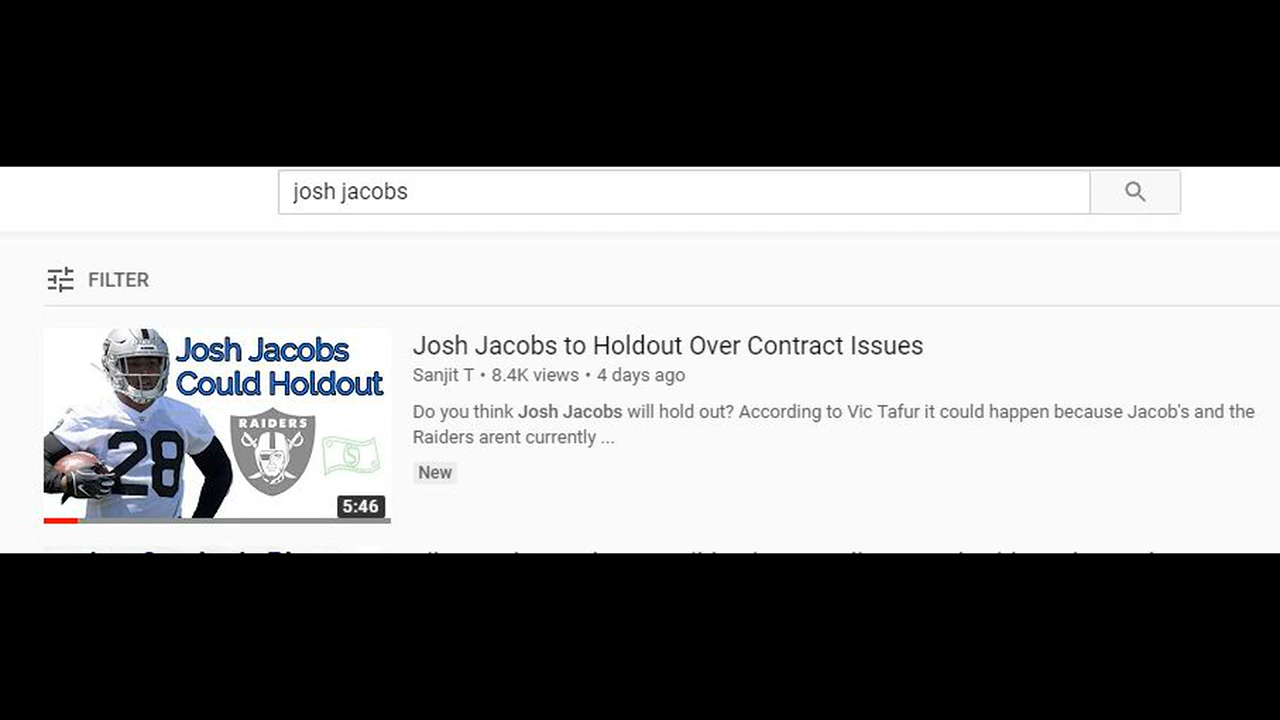 josh jacobs
FILTER
Josh Jacobs
Could Holdout
RAIDERS
28
5:46
Josh Jacobs to Holdout Over Contract Issues
Sanjit T • 8.4K views • 4 days ago
Do you think Josh Jacobs will hold out? According to Vic Tafur it could happen because Jacob's and the
Raiders arent currently ...
New